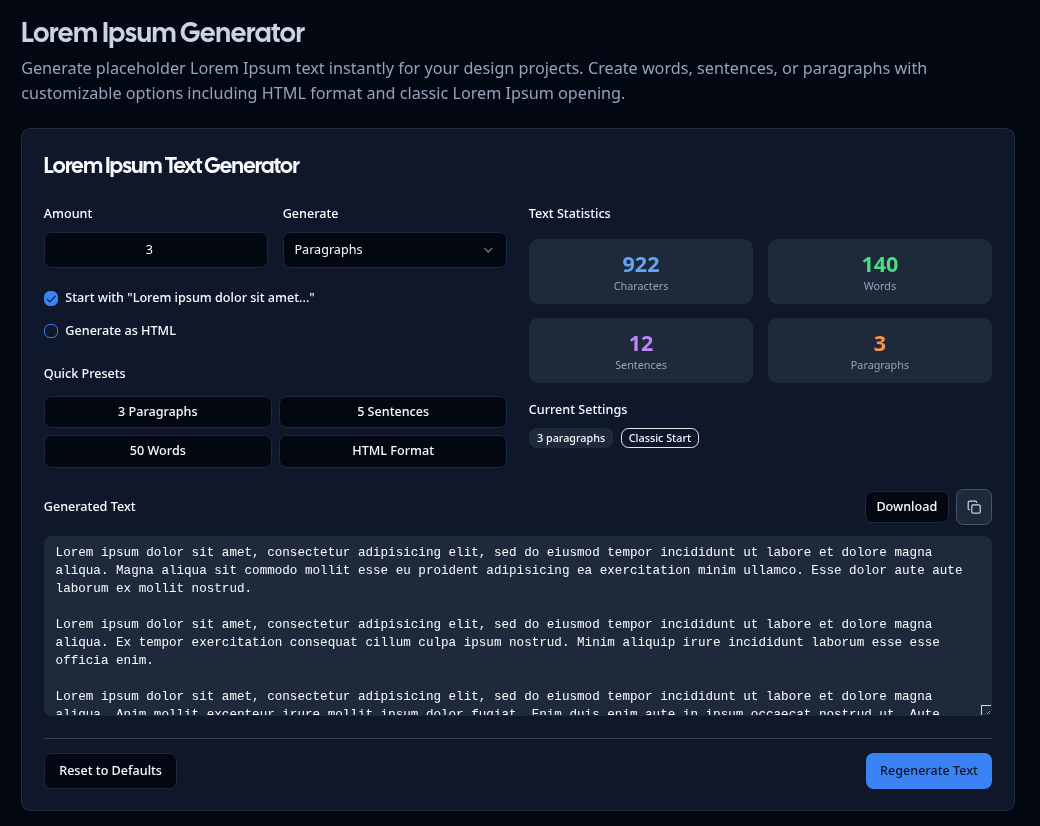 Lorem Ipsum Generator
Generate placeholder Lorem Ipsum text instantly for your design projects. Create words, sentences, or paragraphs with
customizable options including HTML format and classic Lorem Ipsum opening.
Lorem Ipsum Text Generator
Amount
Generate
3
Paragraphs
Start with "Lorem ipsum dolor sit amet..."
Generate as HTML
Quick Presets
3 Paragraphs
5 Sentences
50 Words
HTML Format
Text Statistics
922
Characters
140
Words
12
Sentences
3
Paragraphs
Current Settings
3 paragraphs
Classic Start
Generated Text
Download
Lorem ipsum dolor sit amet, consectetur adipisicing elit, sed do eiusmod tempor incididunt ut labore et dolore magna
aliqua. Magna aliqua sit commodo mollit esse eu proident adipisicing ea exercitation minim ullamco. Esse dolor aute aute
laborum ex mollit nostrud.
Lorem ipsum dolor sit amet, consectetur adipisicing elit, sed do eiusmod tempor incididunt ut labore et dolore magna
aliqua. Ex tempor exercitation consequat cillum culpa ipsum nostrud. Minim aliquip irure incididunt laborum esse esse
officia enim.
Lorem ipsum dolor sit amet, consectetur adipisicing elit, sed do eiusmod tempor incididunt ut labore et dolore magna
aliqua. Anim mollit excepteur irure mollit ipsum dolor fugiat. Enim duis enim aute in ipsum occaecat nostrud ut. Aute
Reset to Defaults
Regenerate Text